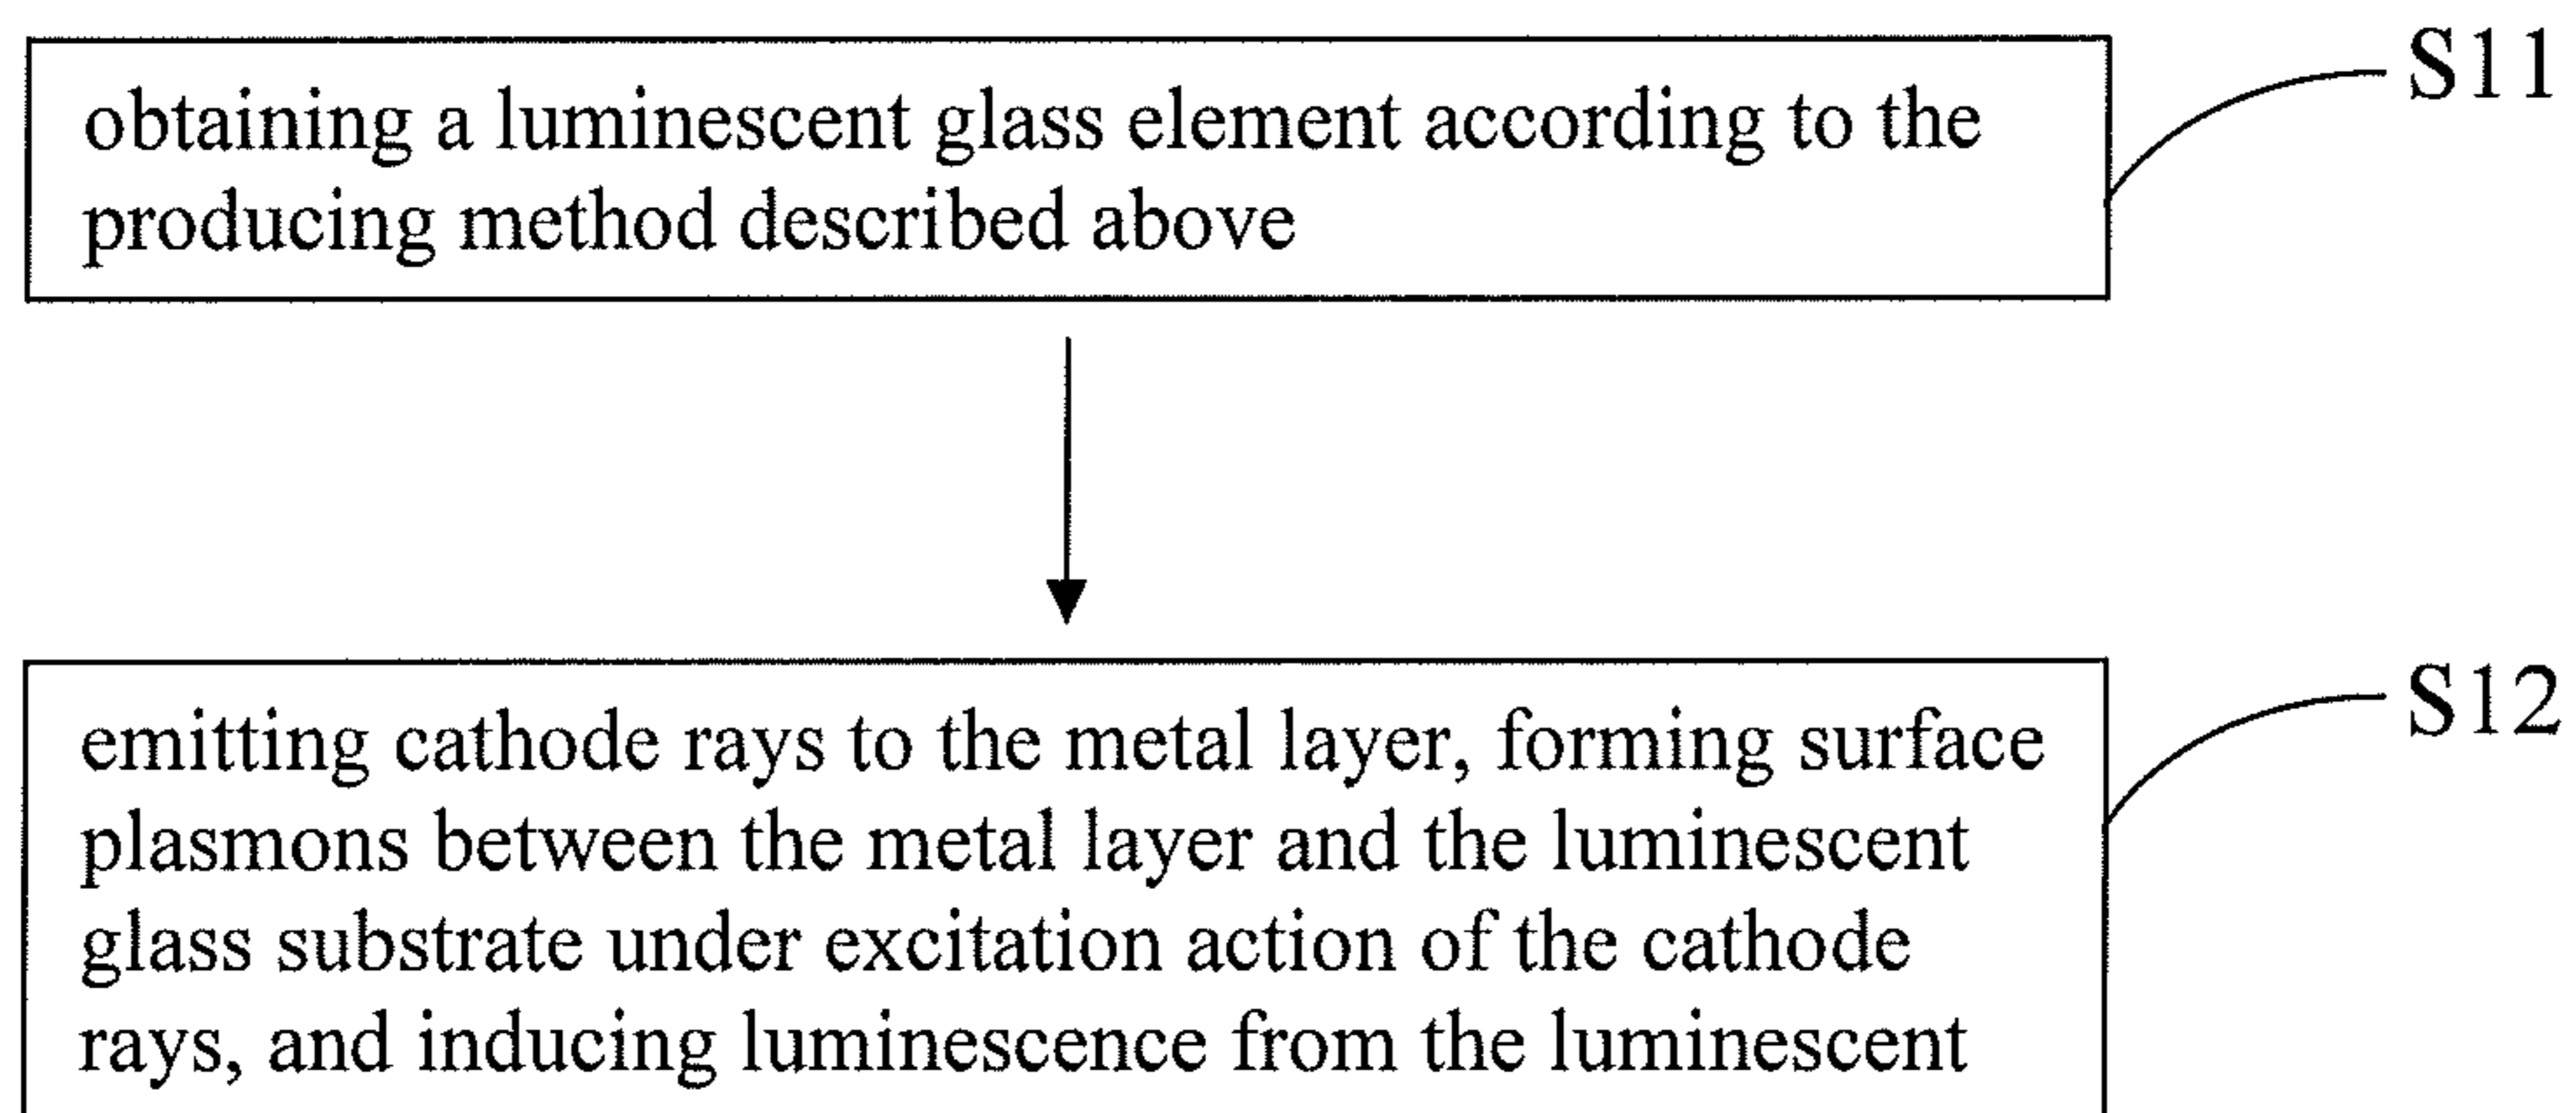 S11
obtaining a luminescent glass element according to the
producing method described above
S12
emitting cathode rays to the metal layer, forming surface
plasmons between the metal layer and the luminescent
glass substrate under excitation action of the cathode
rays, and inducing luminescence from the luminescent